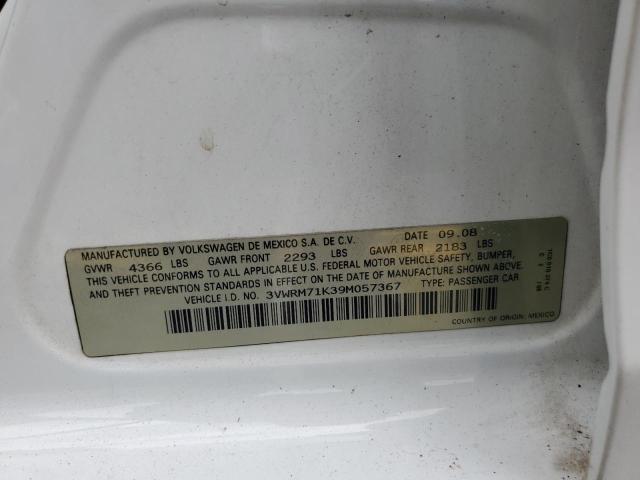 MANUFACTURED BY VOLKSWAGEN DE MEXICO S.A. DE C.V. DATE 09.08
GVWR 4366 LBS GAWR FRONT 2293 LBS GAWR REAR 2183 LBS
THIS VEHICLE CONFORMS TO ALL APPLICABLE U.S. FEDERAL MOTOR VEHICLE SAFETY, BUMPER,
AND THEFT PREVENTION STANDARDS IN EFFECT ON THE DATE OF MANUFACTURE SHOWN ABOVE
VEHICLE I.D. NO. 3VWRM71K39M057367 TYPE: PASSENGER CAR
COUNTRY OF ORIGIN: MEXICO